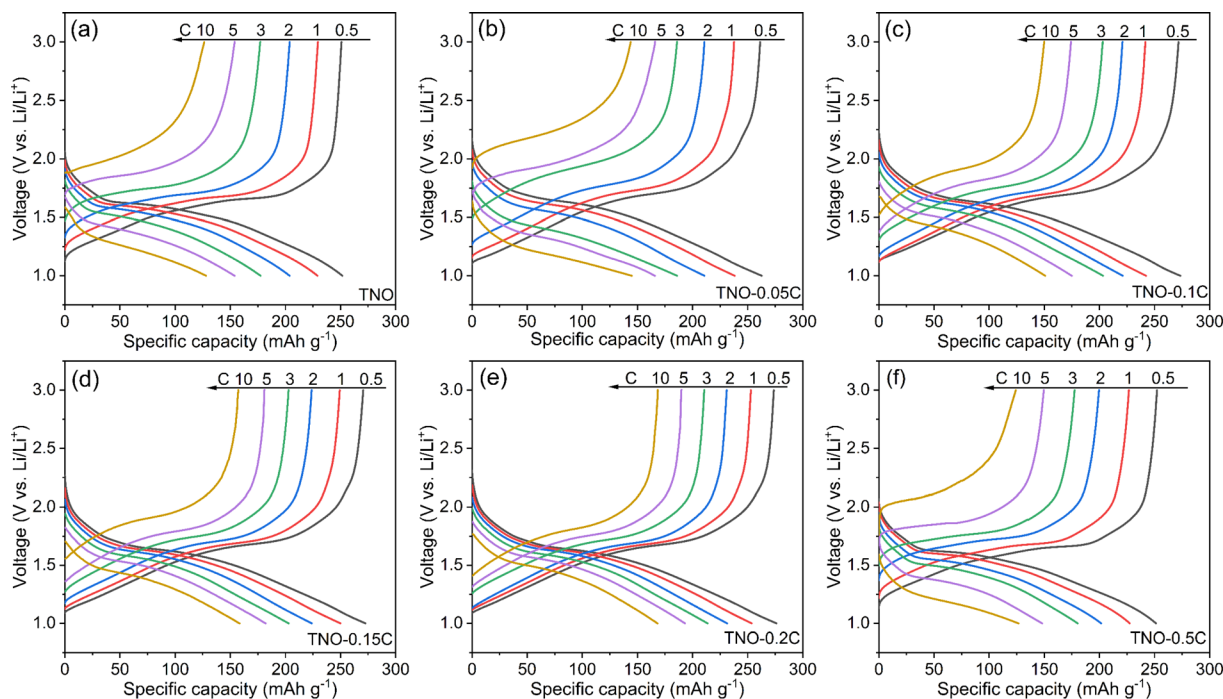 (a)
C 10 5 3 2 1 0.5
3.0
2.5
2.0
1.5
1.0
Voltage (V vs. Li/Li⁺)
TNO
0 50 100 150 200 250 300
Specific capacity (mAh g⁻¹)
(b)
C 10 5 3 2 1 0.5
3.0
2.5
2.0
1.5
1.0
Voltage (V vs. Li/Li⁺)
TNO-0.05C
0 50 100 150 200 250 300
Specific capacity (mAh g⁻¹)
(c)
C 10 5 3 2 1 0.5
3.0
2.5
2.0
1.5
1.0
Voltage (V vs. Li/Li⁺)
TNO-0.1C
0 50 100 150 200 250 300
Specific capacity (mAh g⁻¹)
(d)
C 10 5 3 2 1 0.5
3.0
2.5
2.0
1.5
1.0
Voltage (V vs. Li/Li⁺)
TNO-0.15C
0 50 100 150 200 250 300
Specific capacity (mAh g⁻¹)
(e)
C 10 5 3 2 1 0.5
3.0
2.5
2.0
1.5
1.0
Voltage (V vs. Li/Li⁺)
TNO-0.2C
0 50 100 150 200 250 300
Specific capacity (mAh g⁻¹)
(f)
C 10 5 3 2 1 0.5
3.0
2.5
2.0
1.5
1.0
Voltage (V vs. Li/Li⁺)
TNO-0.5C
0 50 100 150 200 250 300
Specific capacity (mAh g⁻¹)